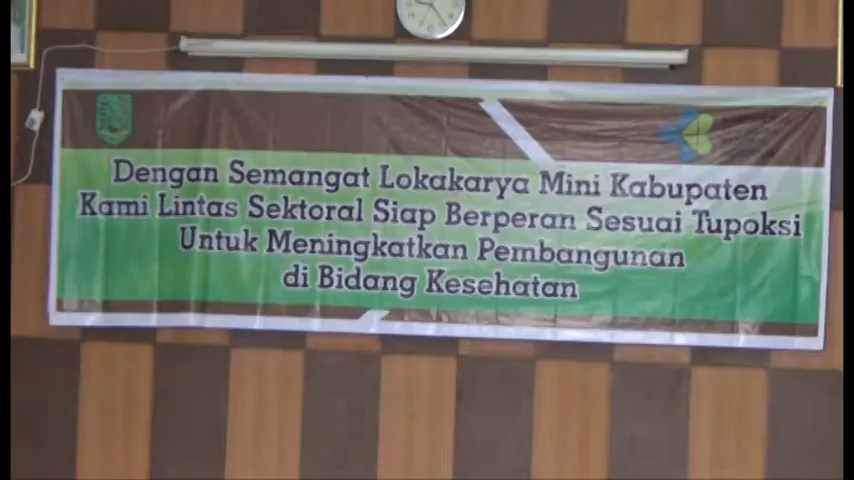 Dengan Semangat Lokakarya Mini Kabupaten
Kami Lintas Sektoral Siap Berperan Sesuai Tupoksi
Untuk Meningkatkan Pembangunan
di Bidang Kesehatan